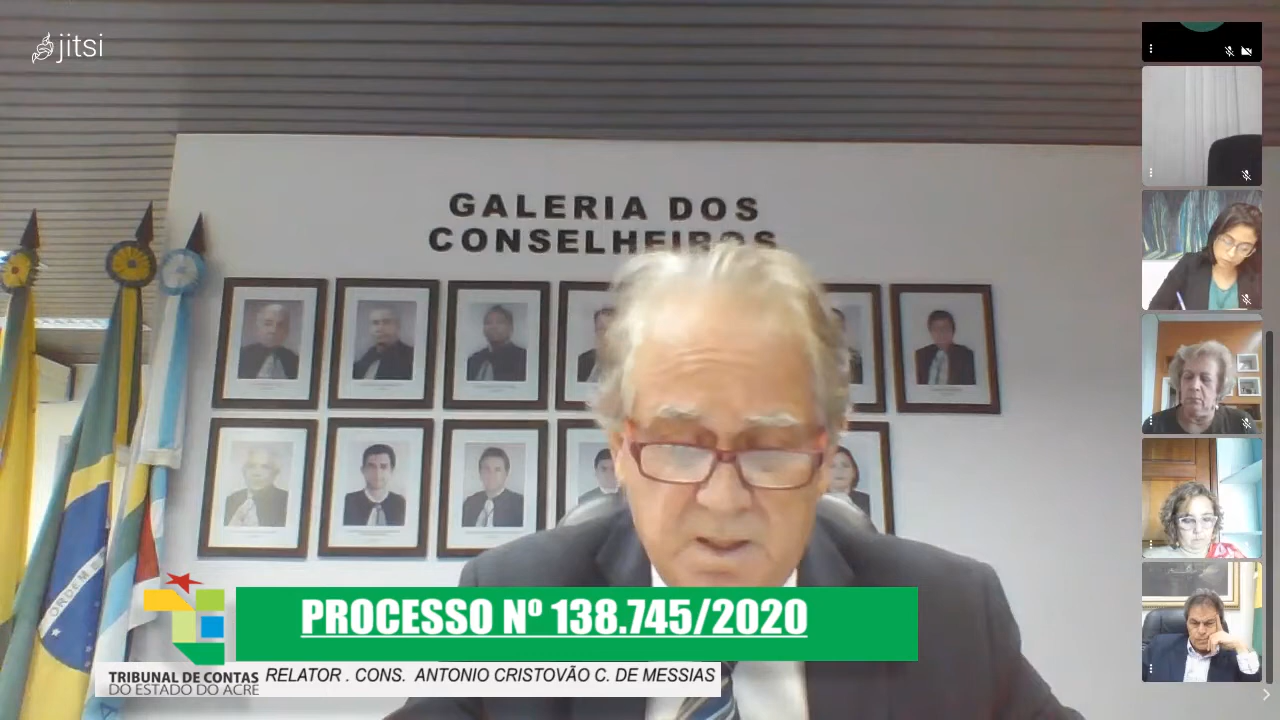 jitsi
GALERIA DOS
CONSELHEIROS
ORDEM
PROCESSO Nº 138.745/2020
TRIBUNAL DE CONTAS
DO ESTADO DO ACRE
RELATOR . CONS. ANTONIO CRISTOVÃO C. DE MESSIAS